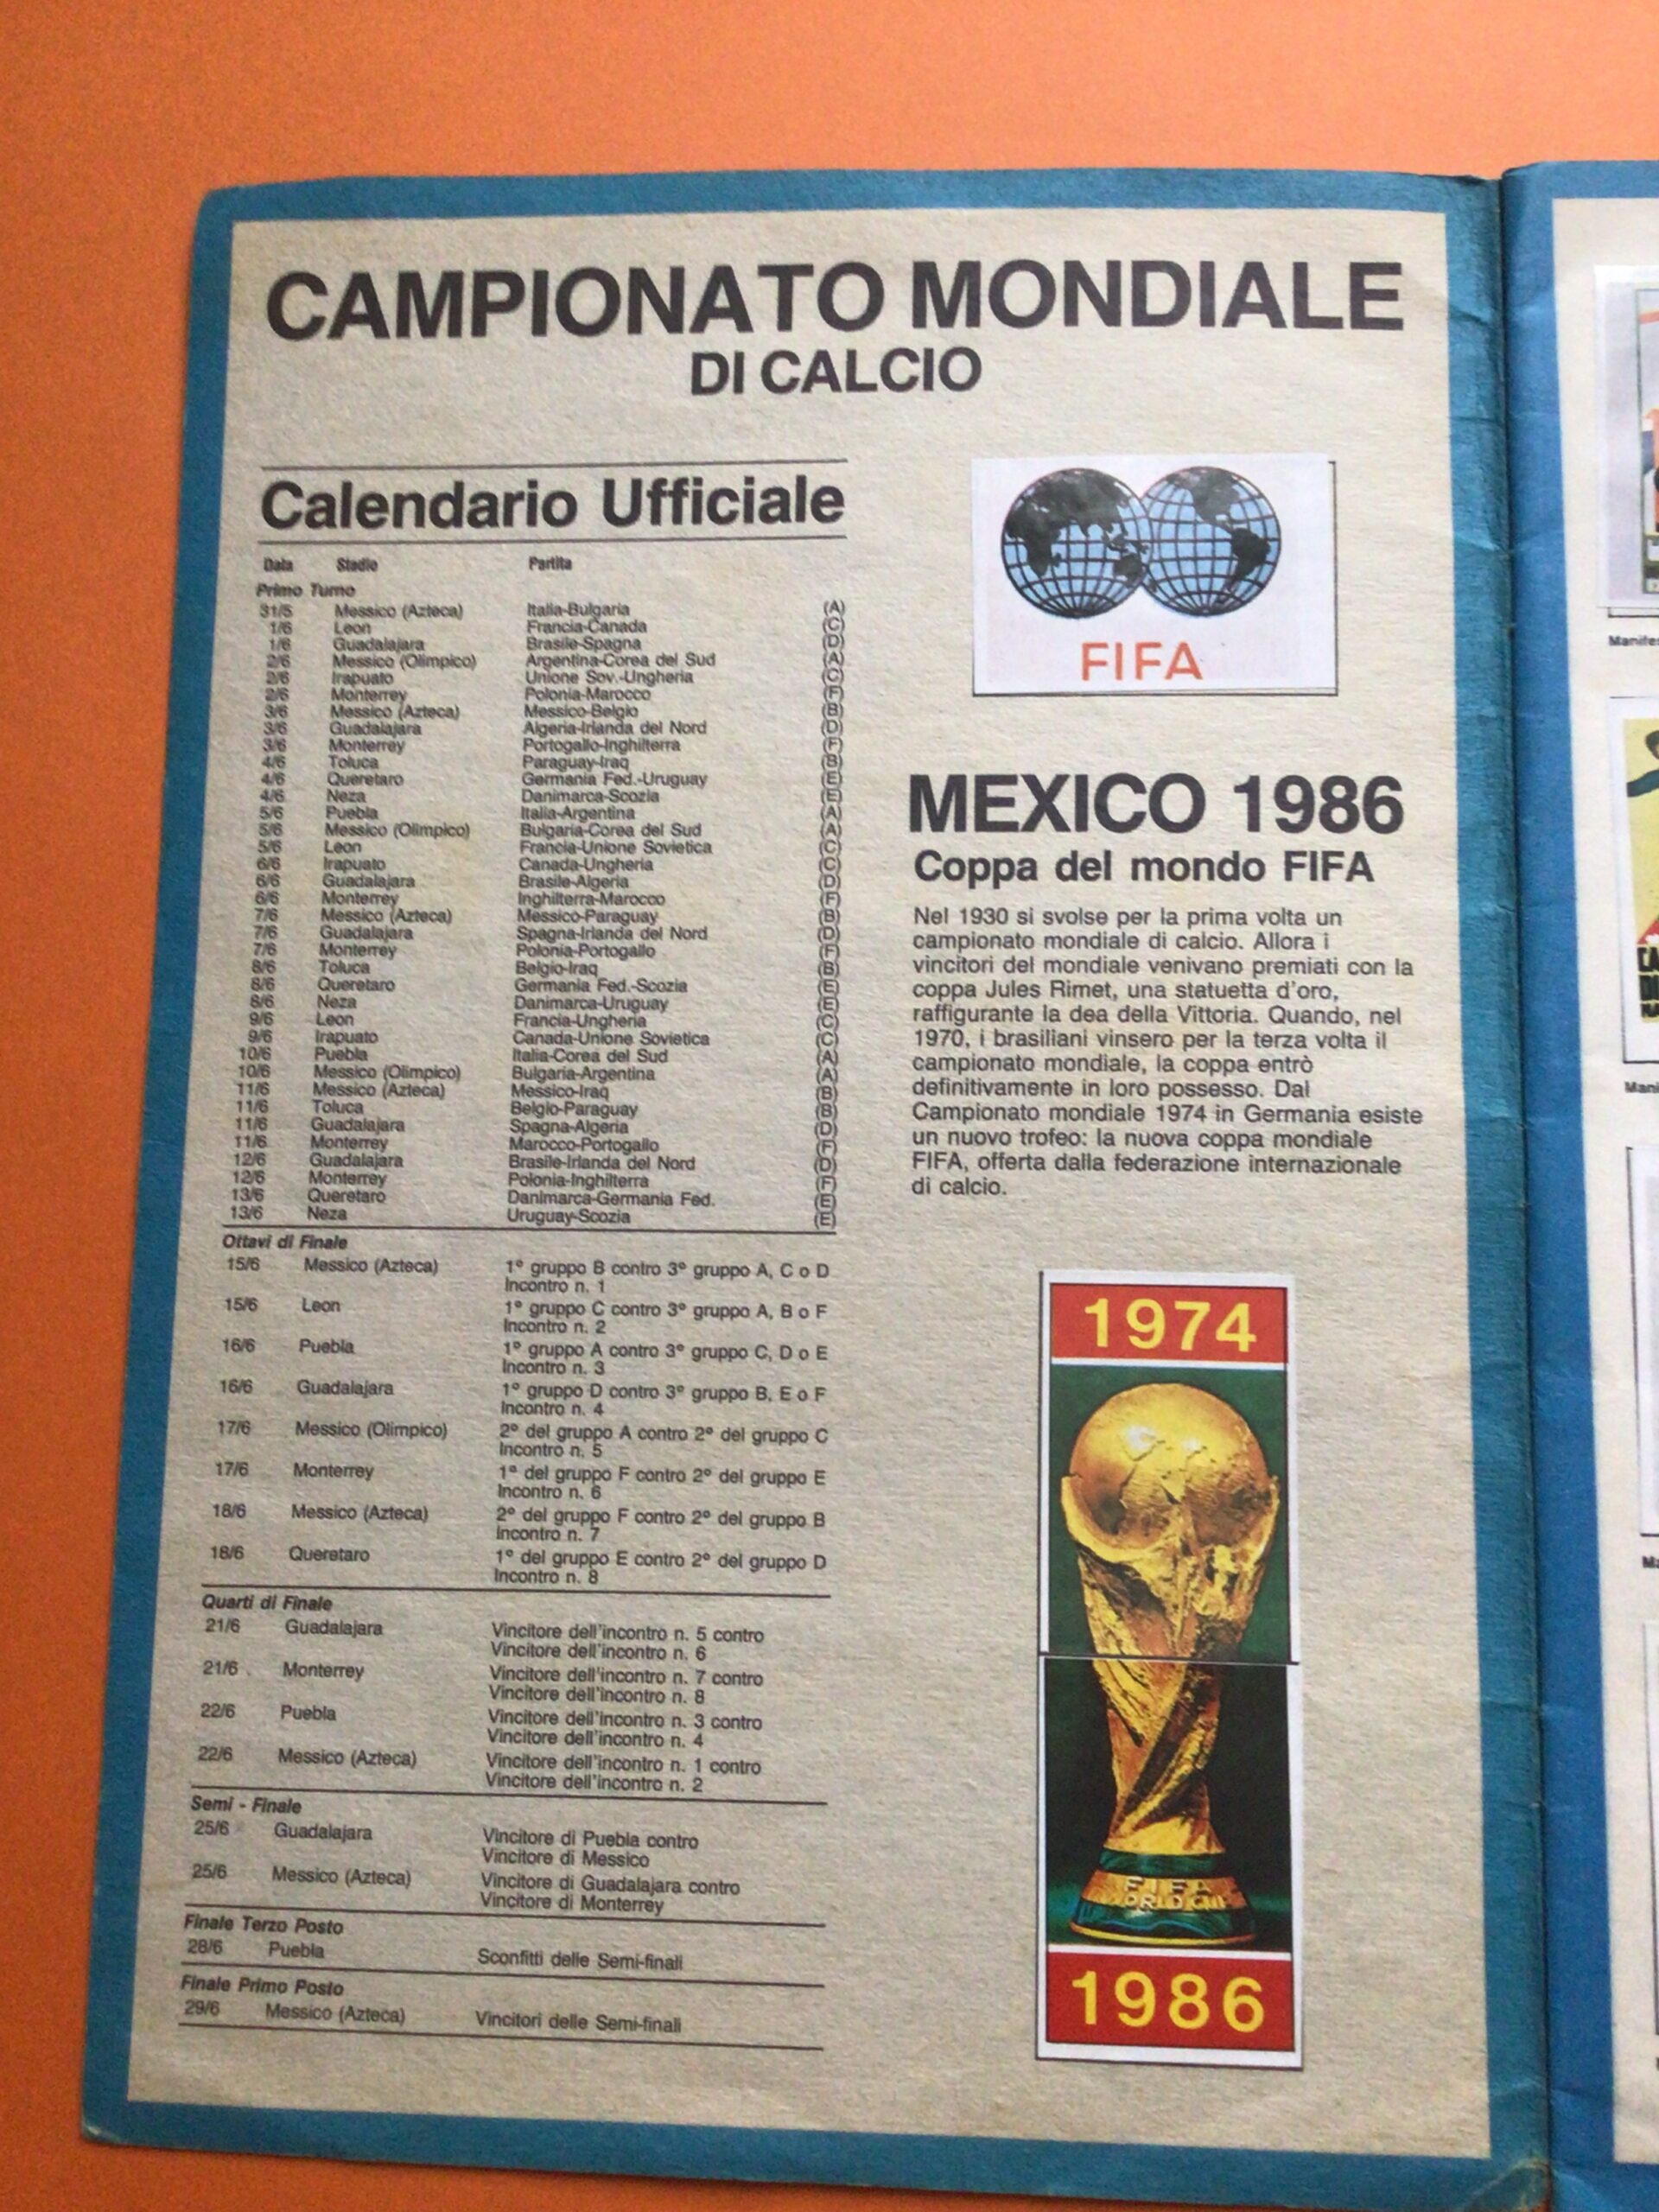 CAMPIONATO MONDIALE
DI CALCIO
Calendario Ufficiale
Data Stadio Partita
Primo Turno
31/5 Messico (Azteca) Italia-Bulgaria (A)
1/6 Leon Francia-Canada (C)
1/6 Guadalajara Brasile-Spagna (D)
2/6 Messico (Olimpico) Argentina-Corea del Sud (A)
2/6 Irapuato Unione Sov.-Ungheria (C)
2/6 Monterrey Polonia-Marocco (F)
3/6 Messico (Azteca) Messico-Belgio (B)
3/6 Guadalajara Algeria-Irlanda del Nord (D)
3/6 Monterrey Portogallo-Inghilterra (F)
4/6 Toluca Paraguay-Iraq (B)
4/6 Queretaro Germania Fed.-Uruguay (E)
4/6 Neza Danimarca-Scozia (E)
5/6 Puebla Italia-Argentina (A)
5/6 Messico (Olimpico) Bulgaria-Corea del Sud (A)
5/6 Leon Francia-Unione Sovietica (C)
6/6 Irapuato Canada-Ungheria (C)
6/6 Guadalajara Brasile-Algeria (D)
6/6 Monterrey Inghilterra-Marocco (F)
7/6 Messico (Azteca) Messico-Paraguay (B)
7/6 Guadalajara Spagna-Irlanda del Nord (D)
7/6 Monterrey Polonia-Portogallo (F)
8/6 Toluca Belgio-Iraq (B)
8/6 Queretaro Germania Fed.-Scozia (E)
8/6 Neza Danimarca-Uruguay (E)
9/6 Leon Francia-Ungheria (C)
9/6 Irapuato Canada-Unione Sovietica (C)
10/6 Puebla Italia-Corea del Sud (A)
10/6 Messico (Olimpico) Bulgaria-Argentina (A)
11/6 Messico (Azteca) Messico-Iraq (B)
11/6 Toluca Belgio-Paraguay (B)
11/6 Guadalajara Spagna-Algeria (D)
11/6 Monterrey Marocco-Portogallo (F)
12/6 Guadalajara Brasile-Irlanda del Nord (D)
12/6 Monterrey Polonia-Inghilterra (F)
13/6 Queretaro Danimarca-Germania Fed. (E)
13/6 Neza Uruguay-Scozia (E)
Ottavi di Finale
15/6 Messico (Azteca) 1º gruppo B contro 3º gruppo A, C o D
Incontro n. 1
15/6 Leon 1º gruppo C contro 3º gruppo A, B o F
Incontro n. 2
16/6 Puebla 1º gruppo A contro 3º gruppo C, D o E
Incontro n. 3
16/6 Guadalajara 1º gruppo D contro 3º gruppo B, E o F
Incontro n. 4
17/6 Messico (Olimpico) 2º del gruppo A contro 2º del gruppo C
Incontro n. 5
17/6 Monterrey 1º del gruppo F contro 2º del gruppo E
Incontro n. 6
18/6 Messico (Azteca) 2º del gruppo F contro 2º del gruppo B
Incontro n. 7
18/6 Queretaro 1º del gruppo E contro 2º del gruppo D
Incontro n. 8
Quarti di Finale
21/6 Guadalajara Vincitore dell'incontro n. 5 contro
Vincitore dell'incontro n. 6
21/6 Monterrey Vincitore dell'incontro n. 7 contro
Vincitore dell'incontro n. 8
22/6 Puebla Vincitore dell'incontro n. 3 contro
Vincitore dell'incontro n. 4
22/6 Messico (Azteca) Vincitore dell'incontro n. 1 contro
Vincitore dell'incontro n. 2
Semi - Finale
25/6 Guadalajara Vincitore di Puebla contro
Vincitore di Messico
25/6 Messico (Azteca) Vincitore di Guadalajara contro
Vincitore di Monterrey
Finale Terzo Posto
28/6 Puebla Sconfitti delle Semi-finali
Finale Primo Posto
29/6 Messico (Azteca) Vincitori delle Semi-finali
FIFA
MEXICO 1986
Coppa del mondo FIFA
Nel 1930 si svolse per la prima volta un
campionato mondiale di calcio. Allora i
vincitori del mondiale venivano premiati con la
coppa Jules Rimet, una statuetta d'oro,
raffigurante la dea della Vittoria. Quando, nel
1970, i brasiliani vinsero per la terza volta il
campionato mondiale, la coppa entrò
definitivamente in loro possesso. Dal
Campionato mondiale 1974 in Germania esiste
un nuovo trofeo: la nuova coppa mondiale
FIFA, offerta dalla federazione internazionale
di calcio.
1974
FIFA
1986